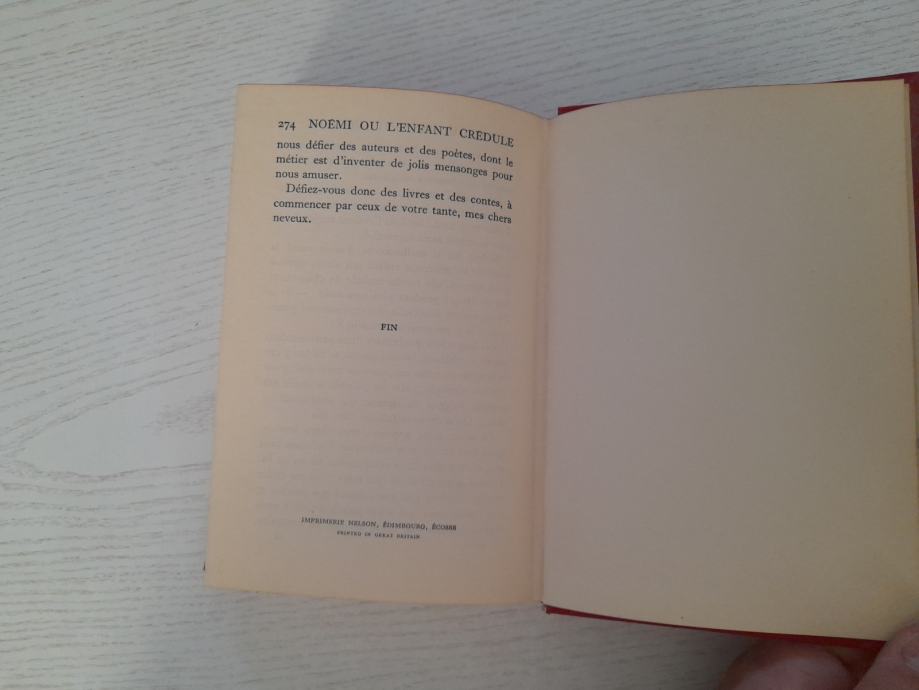 274 NOÉMI OU L'ENFANT CRÉDULE
nous défier des auteurs et des poètes, dont le
métier est d'inventer de jolis mensonges pour
nous amuser.
Défiez-vous donc des livres et des contes, à
commencer par ceux de votre tante, mes chers
neveux.
FIN
IMPRIMERIE NELSON, ÉDIMBOURG, ÉCOSSE
PRINTED IN GREAT BRITAIN